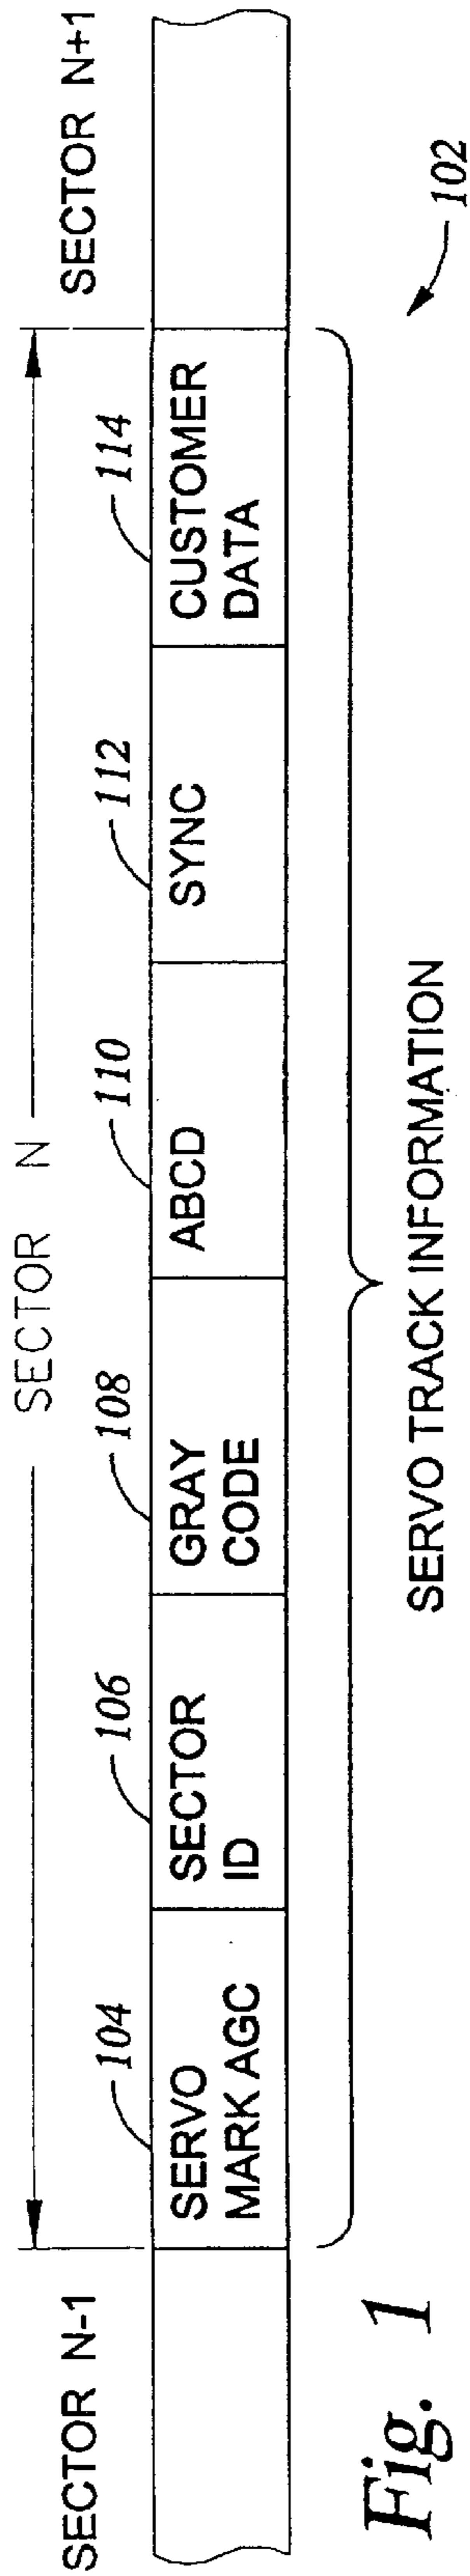 SECTOR N-1
SECTOR N
SECTOR N+1
104
106
108
110
112
114
SERVO
MARK AGC
SECTOR
ID
GRAY
CODE
ABCD
SYNC
CUSTOMER
DATA
SERVO TRACK INFORMATION
102
Fig. 1